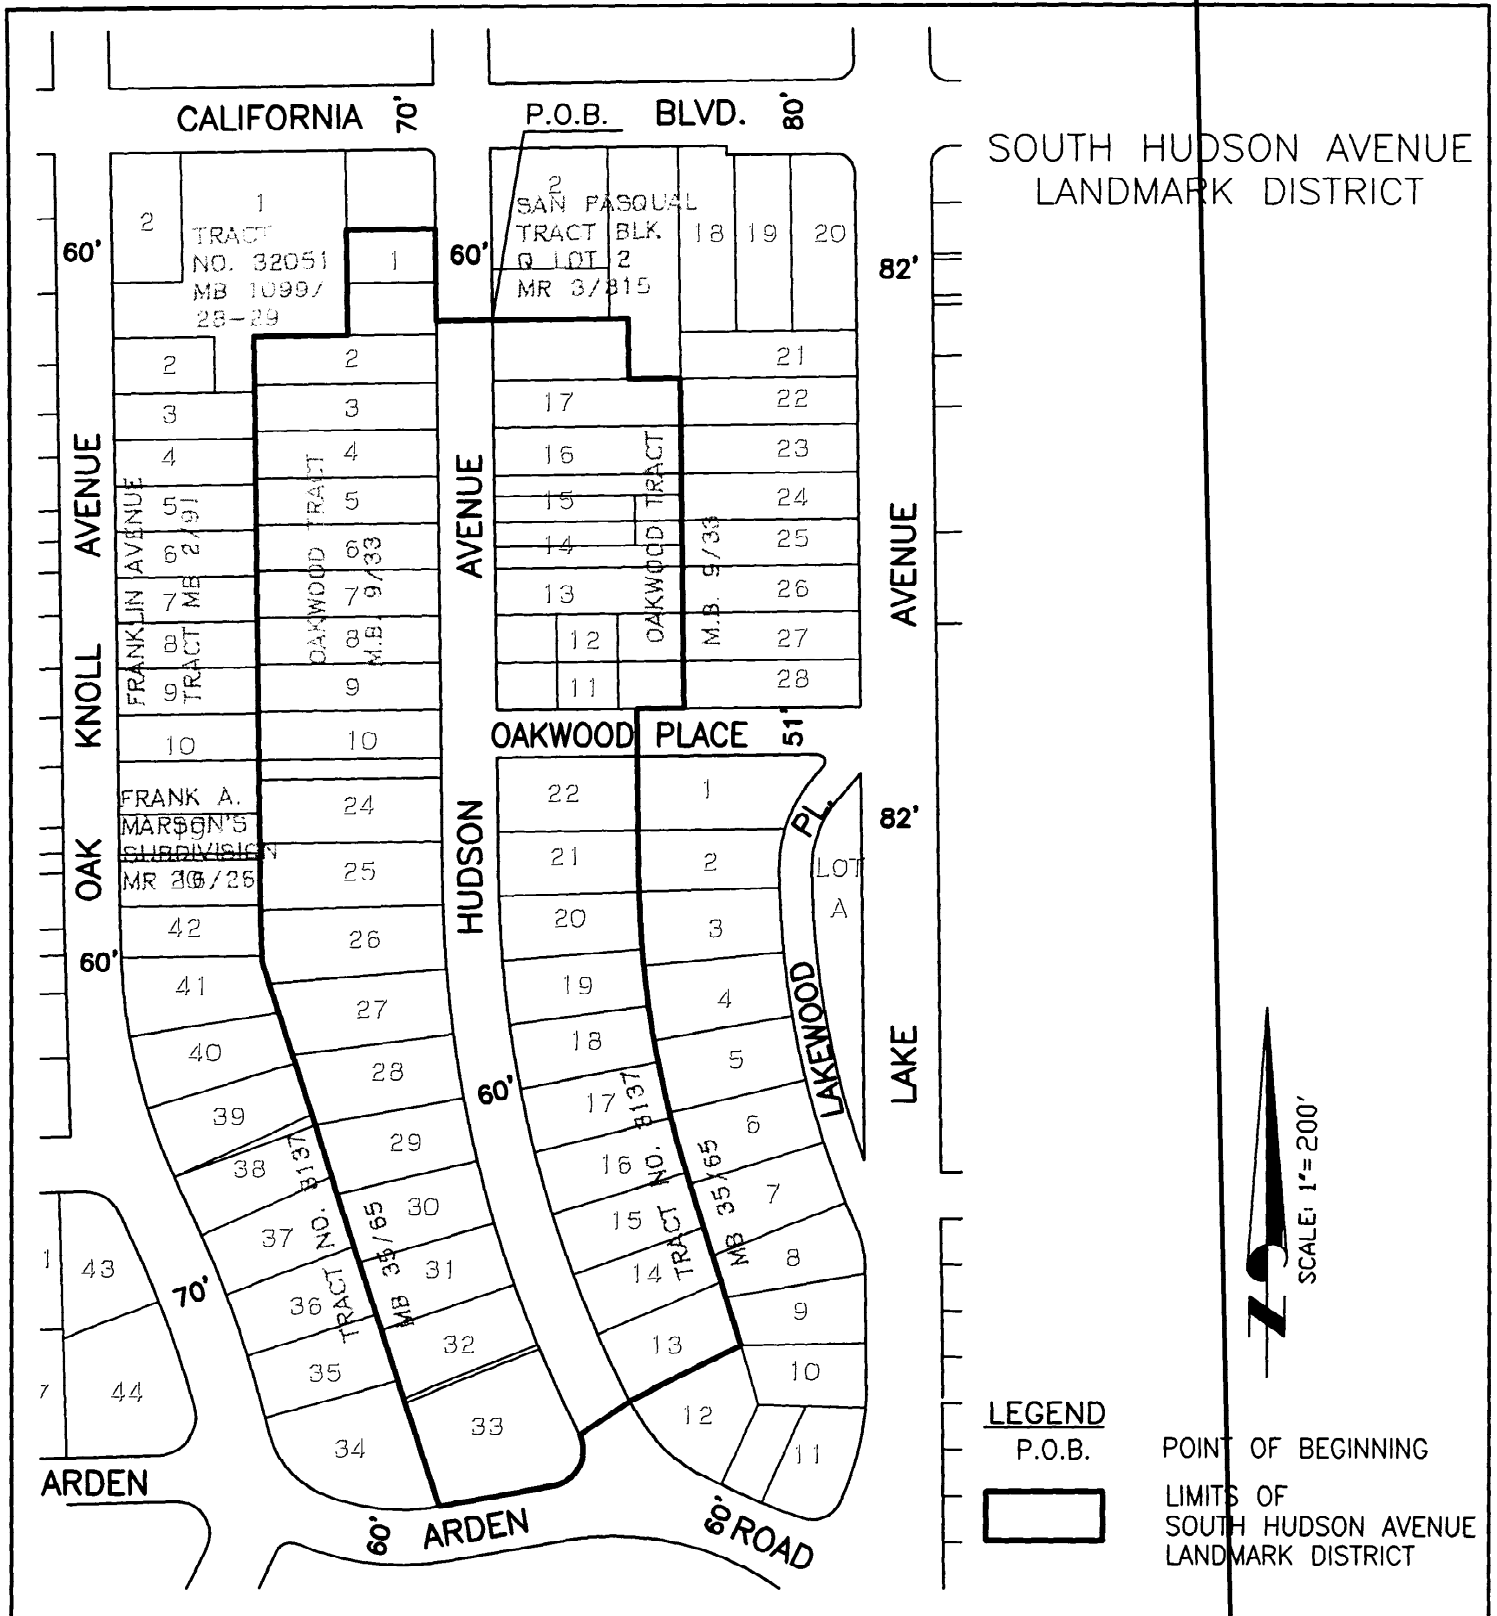 CALIFORNIA 70' P.O.B. BLVD. 80'
SOUTH HUDSON AVENUE
LANDMARK DISTRICT
2
1
TRACT
NO. 32051
MB 1099/
28-29
1
2
SAN PASQUAL
TRACT BLK.
Q LOT 2
MR 3/315
18 19 20
60'
60'
82'
2
2
21
3
3
17
22
4
4
16
23
5
5
15
24
6
6
14
25
7
7
13
26
8
8
12
27
9
9
11
28
10
10
OAK KNOLL AVENUE
FRANKLIN AVENUE
TRACT MB 2/91
OAKWOOD TRACT
M.B. 9/33
HUDSON AVENUE
OAKWOOD TRACT
M.B. 9/33
LAKE AVENUE
OAKWOOD PLACE 51'
FRANK A.
MARSON'S
SUBDIVISION
24
22
1
PL.
82'
25
21
2
LOT
A
42
26
20
3
60'
41
27
19
4
LAKEWOOD
40
28
18
5
60'
39
29
17
6
38
30
16
7
37
31
15
8
36
32
14
9
35
33
13
10
34
12
11
TRACT NO. 8137
MB 35/65
TRACT NO. 8137
MB 35/65
1
43
7
44
70'
ARDEN
60'
ARDEN
60'
ROAD
SCALE: 1"=200'
LEGEND
P.O.B. POINT OF BEGINNING
LIMITS OF
SOUTH HUDSON AVENUE
LANDMARK DISTRICT